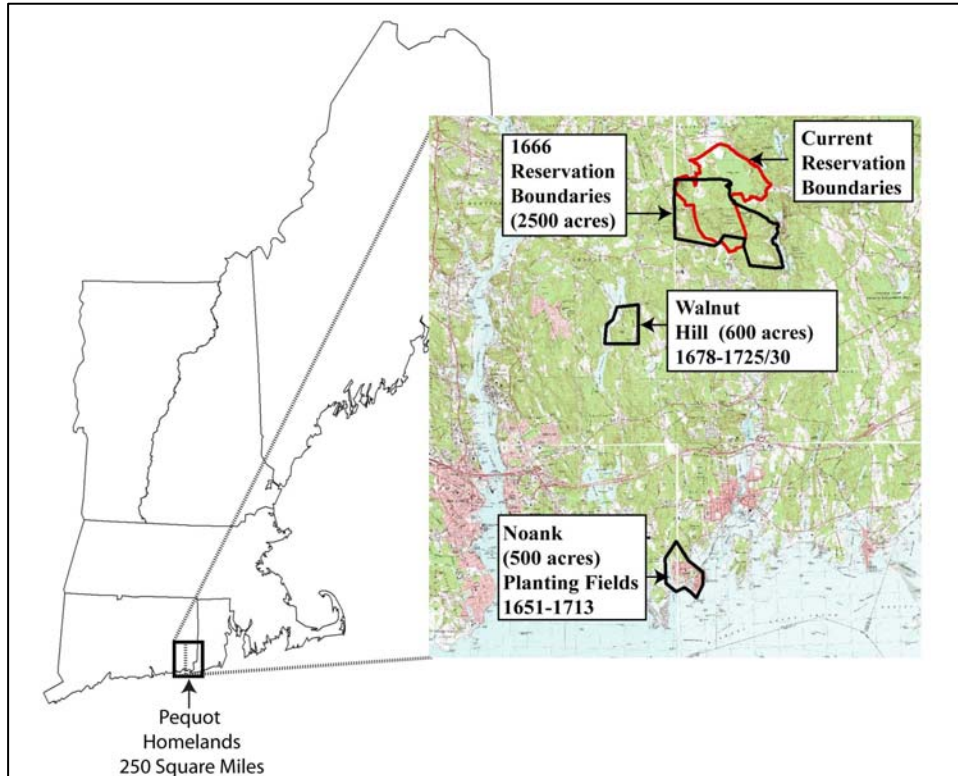 1666
Reservation
Boundaries
(2500 acres)
Current
Reservation
Boundaries
Walnut
Hill (600 acres)
1678-1725/30
Noank
(500 acres)
Planting Fields
1651-1713
Pequot
Homelands
250 Square Miles